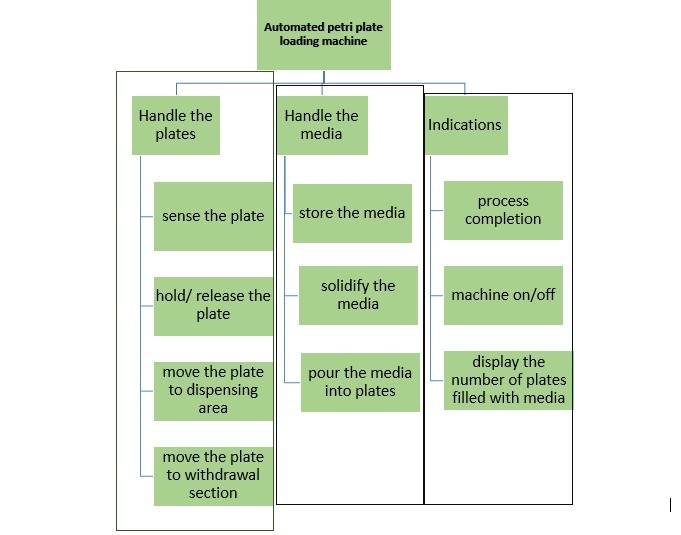 Automated petri plate
loading machine
Handle the
plates
sense the plate
hold/ release the
plate
move the plate
to dispensing
area
move the plate
to withdrawal
section
Handle the
media
store the media
solidify the
media
pour the media
into plates
Indications
process
completion
machine on/off
display the
number of plates
filled with media